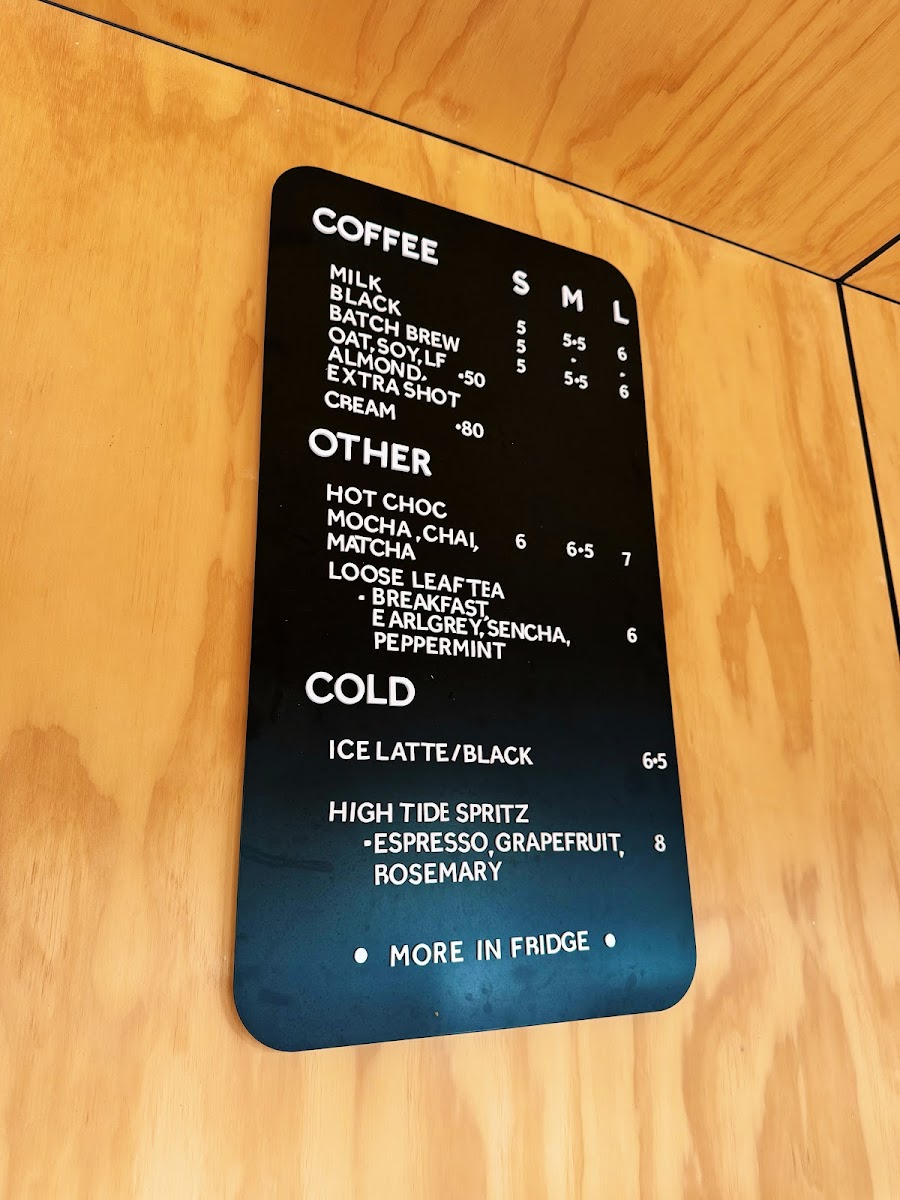 COFFEE S M L
MILK 5 5•5 6
BLACK 5 • •
BATCH BREW 5 5•5 6
OAT,SOY,LF
ALMOND, •50
EXTRA SHOT
CREAM •80
OTHER
HOT CHOC
MOCHA ,CHAI, 6 6•5 7
MATCHA
LOOSE LEAF TEA
- BREAKFAST,
EARLGREY,SENCHA, 6
PEPPERMINT
COLD
ICE LATTE/BLACK 6•5
HIGH TIDE SPRITZ
-ESPRESSO,GRAPEFRUIT, 8
ROSEMARY
• MORE IN FRIDGE •